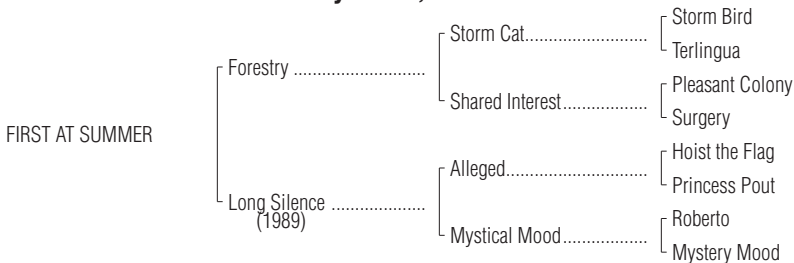 Storm Bird
Storm Cat..........................
Terlingua
Forestry ............................
Pleasant Colony
Shared Interest..................
Surgery
FIRST AT SUMMER
Hoist the Flag
Alleged..............................
Princess Pout
Long Silence ....................
(1989)
Roberto
Mystical Mood..................
Mystery Mood